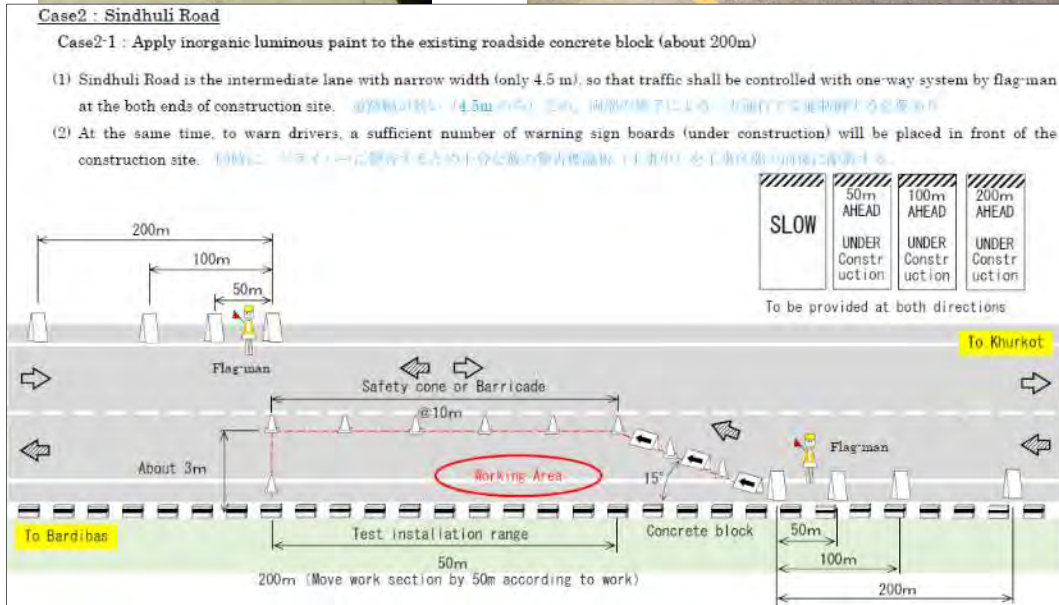 Case2 : Sindhuli Road
Case2-1 : Apply inorganic luminous paint to the existing roadside concrete block (about 200m)
(1) Sindhuli Road is the intermediate lane with narrow width (only 4.5 m), so that traffic shall be controlled with one-way system by flag-man
at the both ends of construction site.
(2) At the same time, to warn drivers, a sufficient number of warning sign boards (under construction) will be placed in front of the
construction site.
SLOW
50m
AHEAD
UNDER
Constr
uction
100m
AHEAD
UNDER
Constr
uction
200m
AHEAD
UNDER
Constr
uction
To be provided at both directions
200m
100m
50m
Flag-man
To Khurkot
Safety cone or Barricade
@10m
About 3m
Working Area
15°
Flag-man
To Bardibas
Test installation range
Concrete block
50m
50m
100m
200m (Move work section by 50m according to work)
200m